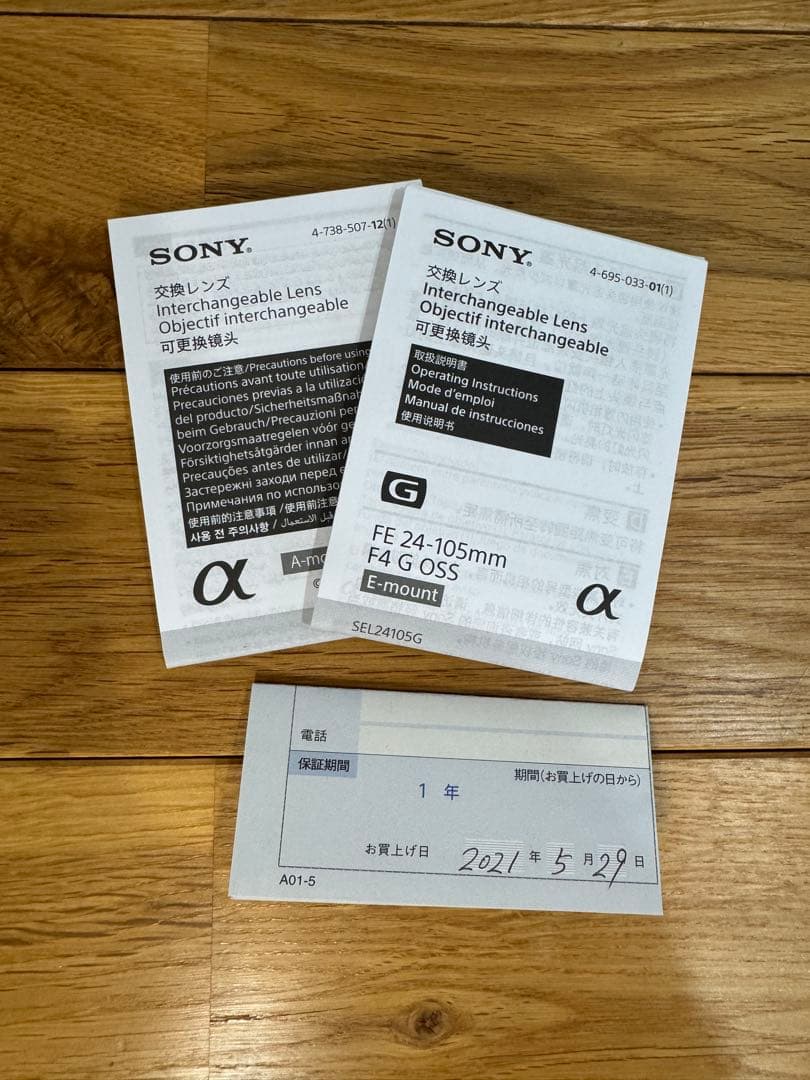 SONY®
4-738-507-12(1)
交換レンズ
Interchangeable Lens
Objectif interchangeable
可更换镜头
使用前のご注意/Precautions before using
Précautions avant toute utilisation
Precauciones previas a la utilizació
del producto/Sicherheitsmaßnah
beim Gebrauch/Precauzioni per
Voorzorgsmaatregelen vóór ge
Försiktighetsåtgärder innan an
Precauções antes de utilizar/
Застережні заходи перед
Примечания по использо
使用前的注意事項 /使用前注意
사용 전 주의사항 / قبل الاستعمال
α
A-mo
©
SONY®
4-695-033-01(1)
交換レンズ
Interchangeable Lens
Objectif interchangeable
可更换镜头
取扱説明書
Operating Instructions
Mode d'emploi
Manual de instrucciones
使用说明书
G
FE 24-105mm
F4 G OSS
E-mount
α
SEL24105G
電話
保証期間
期間(お買上げの日から)
1 年
お買上げ日 2021 年 5 月 29 日
A01-5